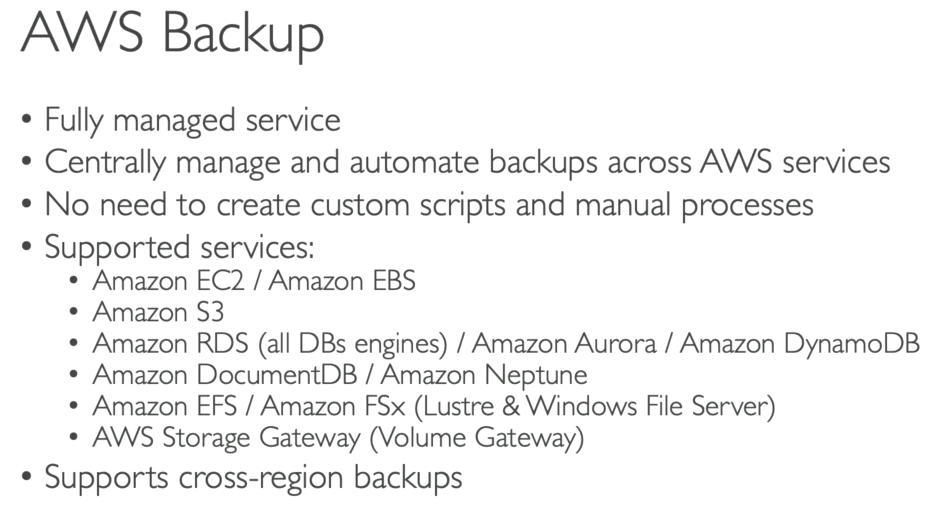 AWS Backup
• Fully managed service
• Centrally manage and automate backups across AWS services
• No need to create custom scripts and manual processes
• Supported services:
• Amazon EC2 / Amazon EBS
• Amazon S3
• Amazon RDS (all DBs engines) / Amazon Aurora / Amazon DynamoDB
• Amazon DocumentDB / Amazon Neptune
• Amazon EFS / Amazon FSx (Lustre & Windows File Server)
• AWS Storage Gateway (Volume Gateway)
• Supports cross-region backups